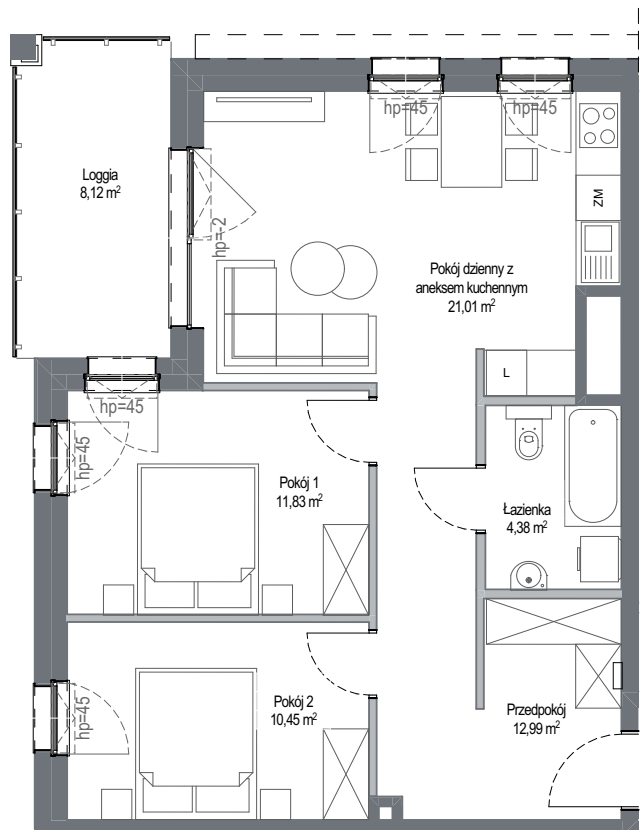 hp=45
hp=45
Loggia
8,12 m²
ZM
hp=-2
Pokój dzienny z
aneksem kuchennym
21,01 m²
L
hp=45
hp=45
Pokój 1
11,83 m²
Łazienka
4,38 m²
Pokój 2
10,45 m²
hp=45
Przedpokój
12,99 m²